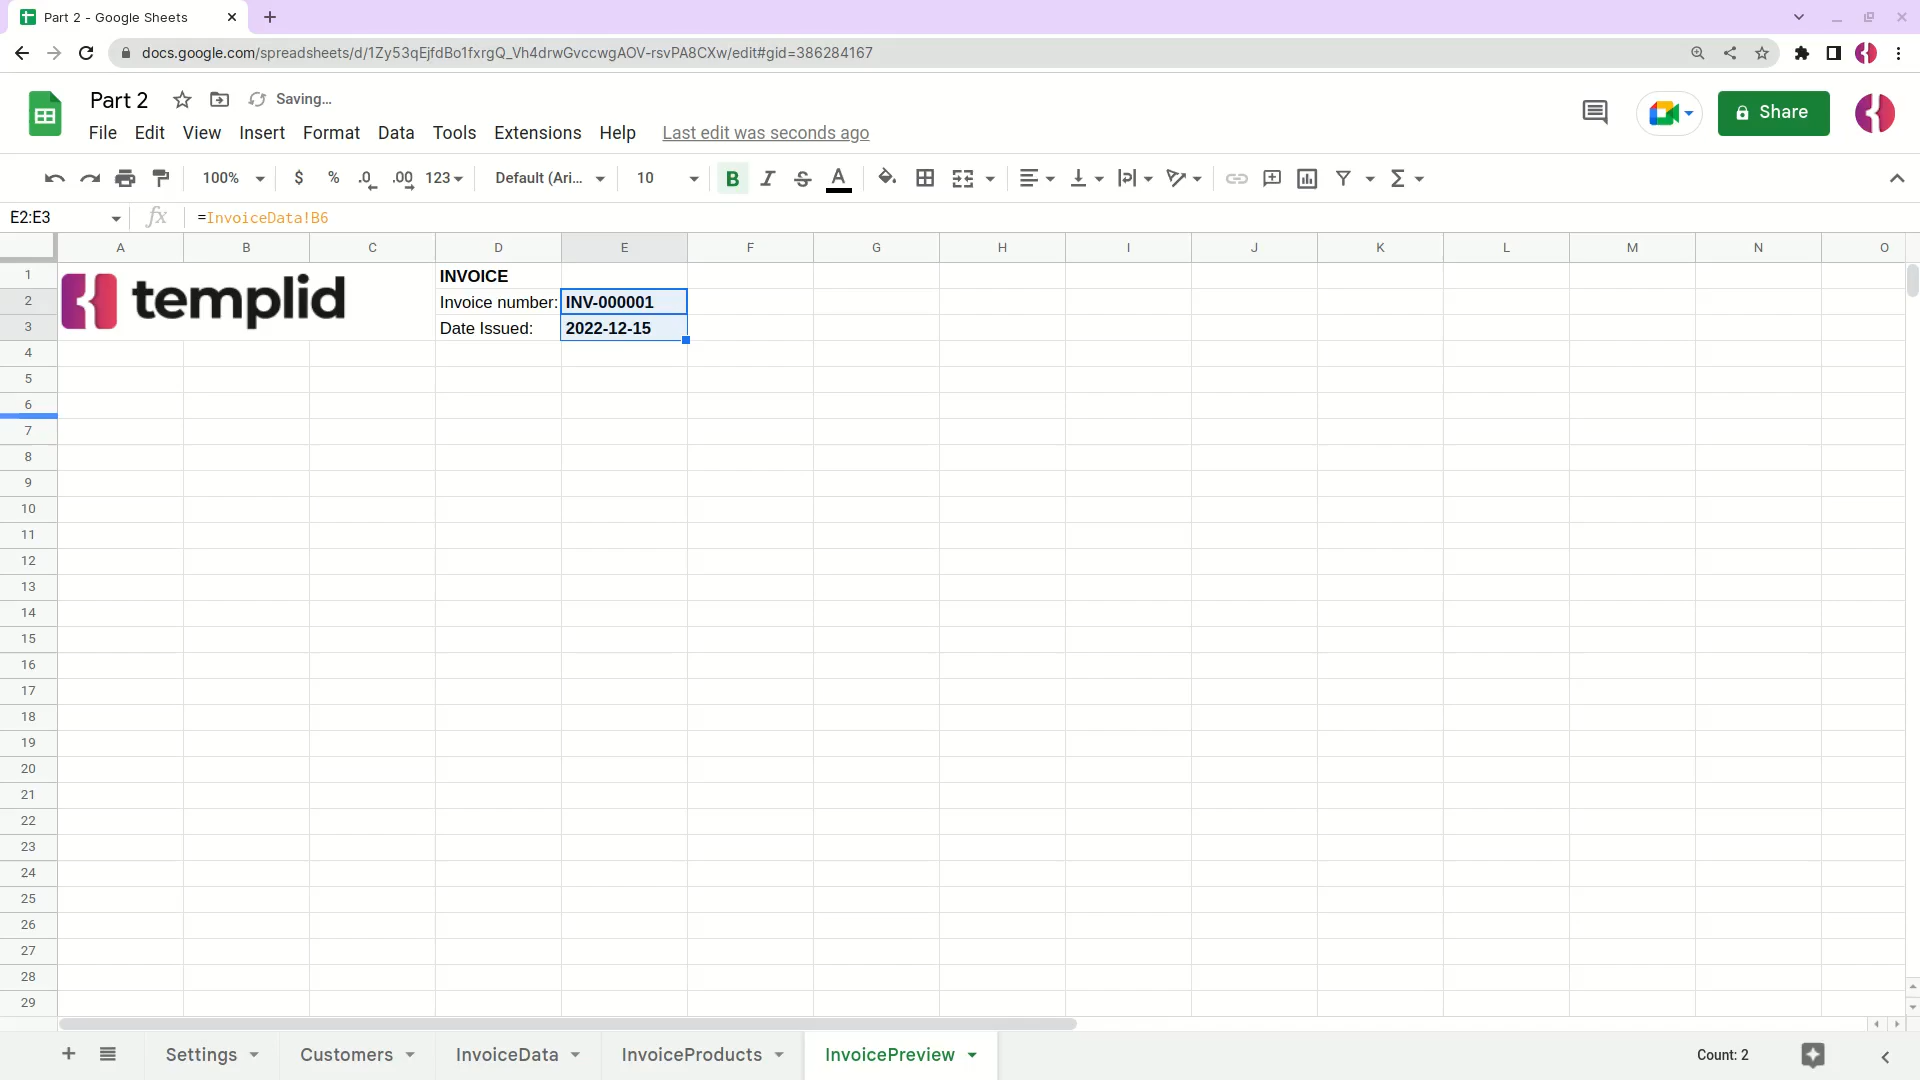 Part 2 - Google Sheets
docs.google.com/spreadsheets/d/1Zy53qEjfdBo1fxrgQ_Vh4drwGvccwgAOV-rsvPA8CXw/edit#gid=386284167
Part 2 Saving...
File Edit View Insert Format Data Tools Extensions Help Last edit was seconds ago
Share
100% $ % .0 .00 123 Default (Ari... 10 B I S A
E2:E3 fx =InvoiceData!B6
A B C D E F G H I J K L M N O
1 templid INVOICE
2 Invoice number: INV-000001
3 Date Issued: 2022-12-15
4
5
6
7
8
9
10
11
12
13
14
15
16
17
18
19
20
21
22
23
24
25
26
27
28
29
Settings Customers InvoiceData InvoiceProducts InvoicePreview Count: 2